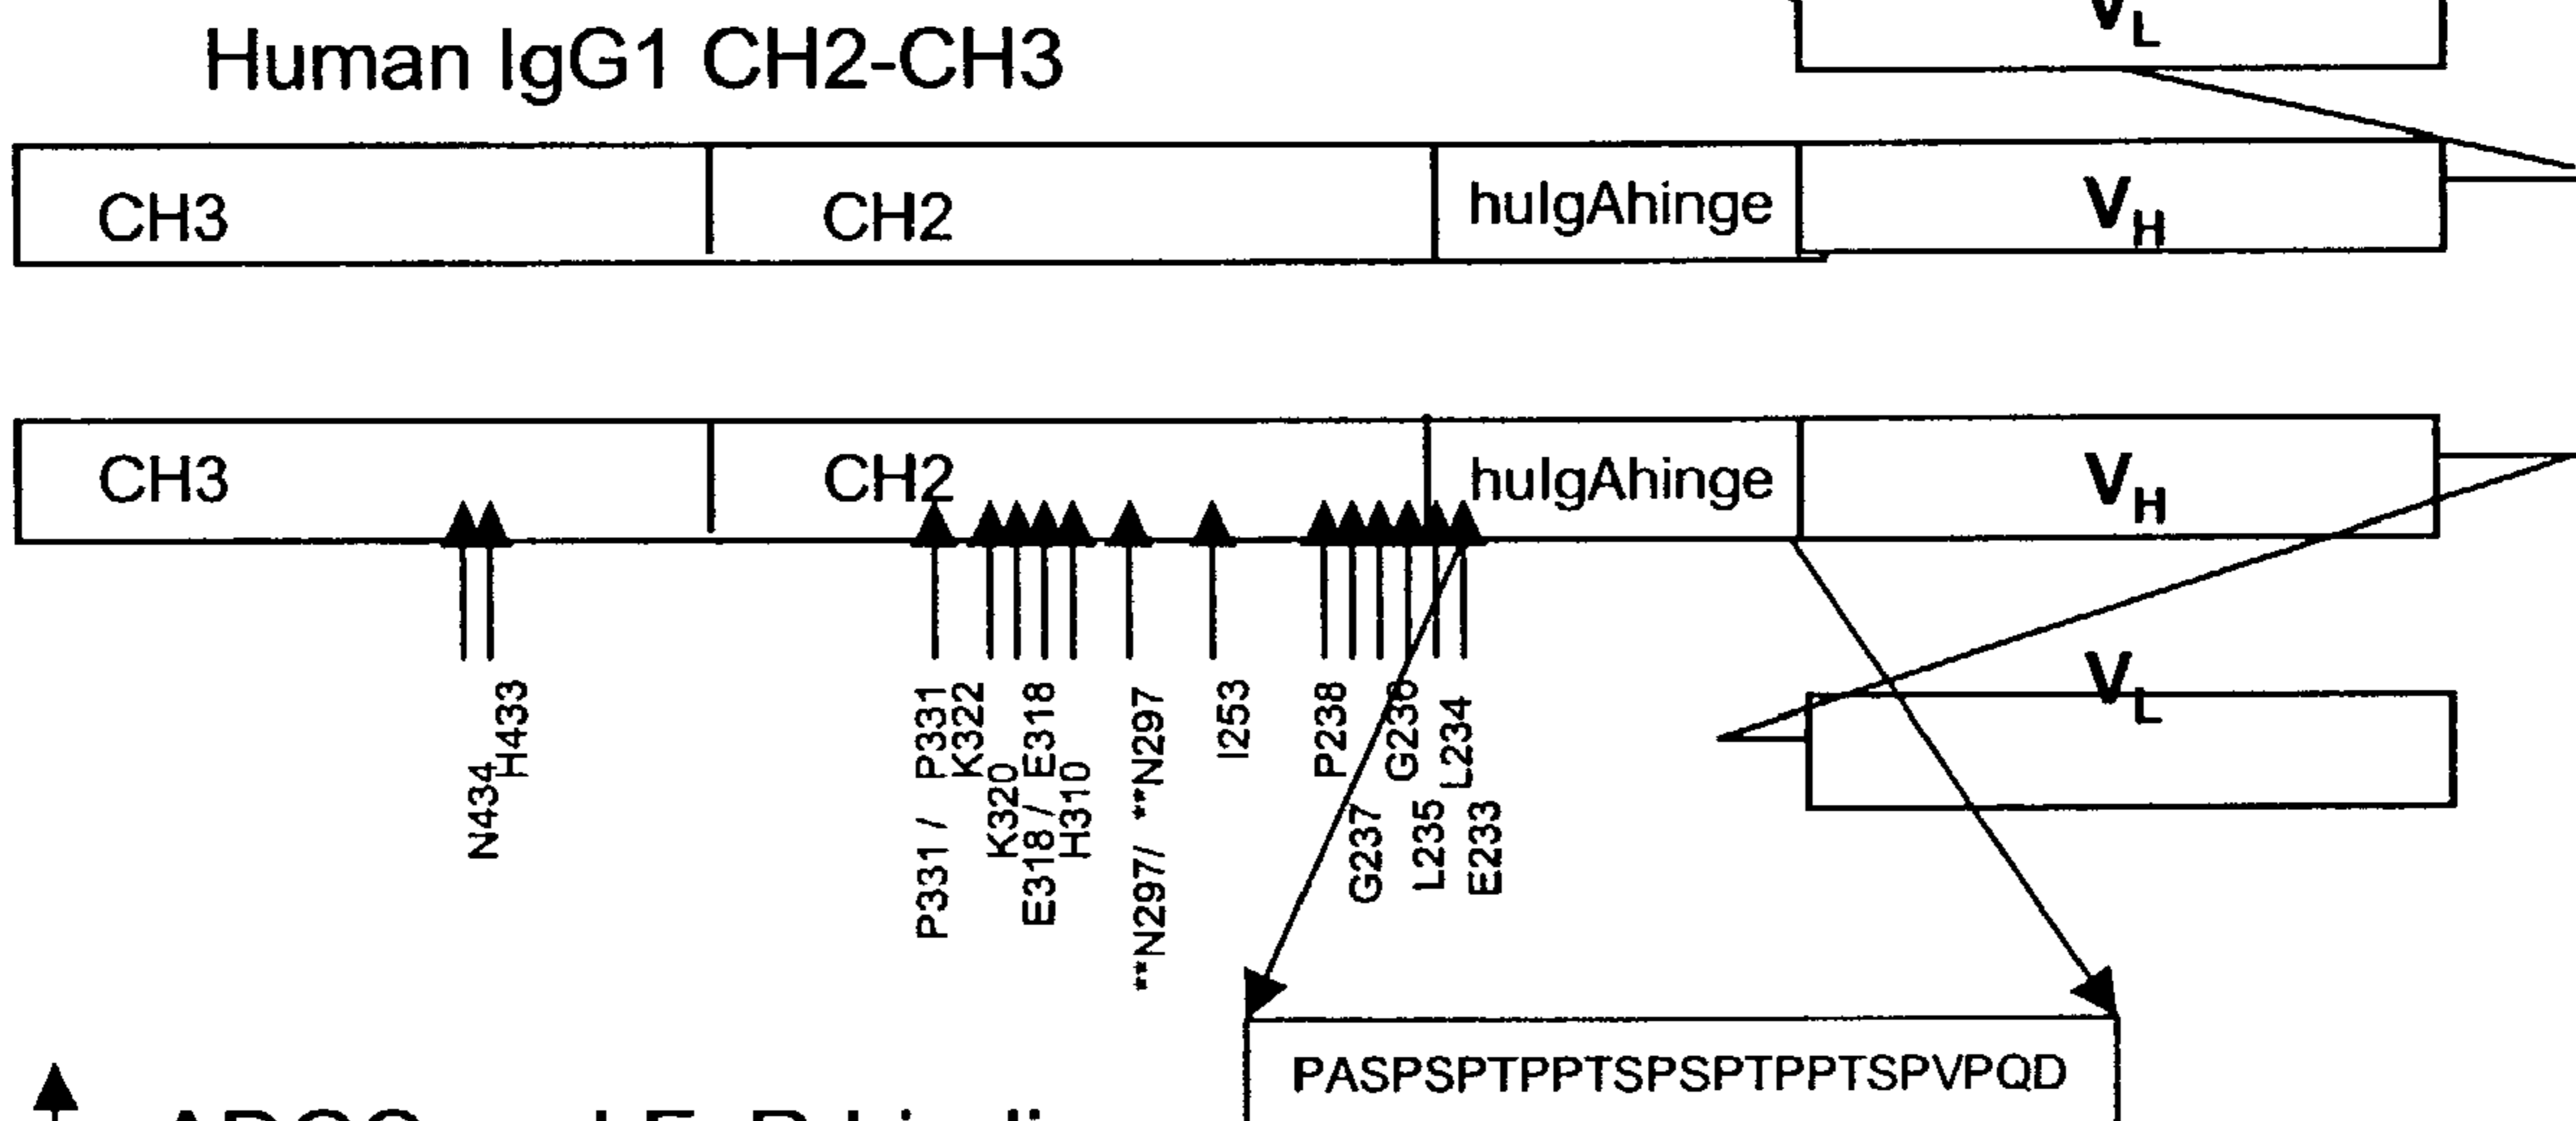 VL
Human IgG1 CH2-CH3
CH3 CH2 huIgAhinge VH
CH3 CH2 huIgAhinge VH
VL
N434
H433
P331 / P331
K322
K320
E318 / E318
H310
**N297/ **N297
I253
P238
G237
G236
L235
L234
E233
PASPSPTPPTSPSPTPPTSPVPQD